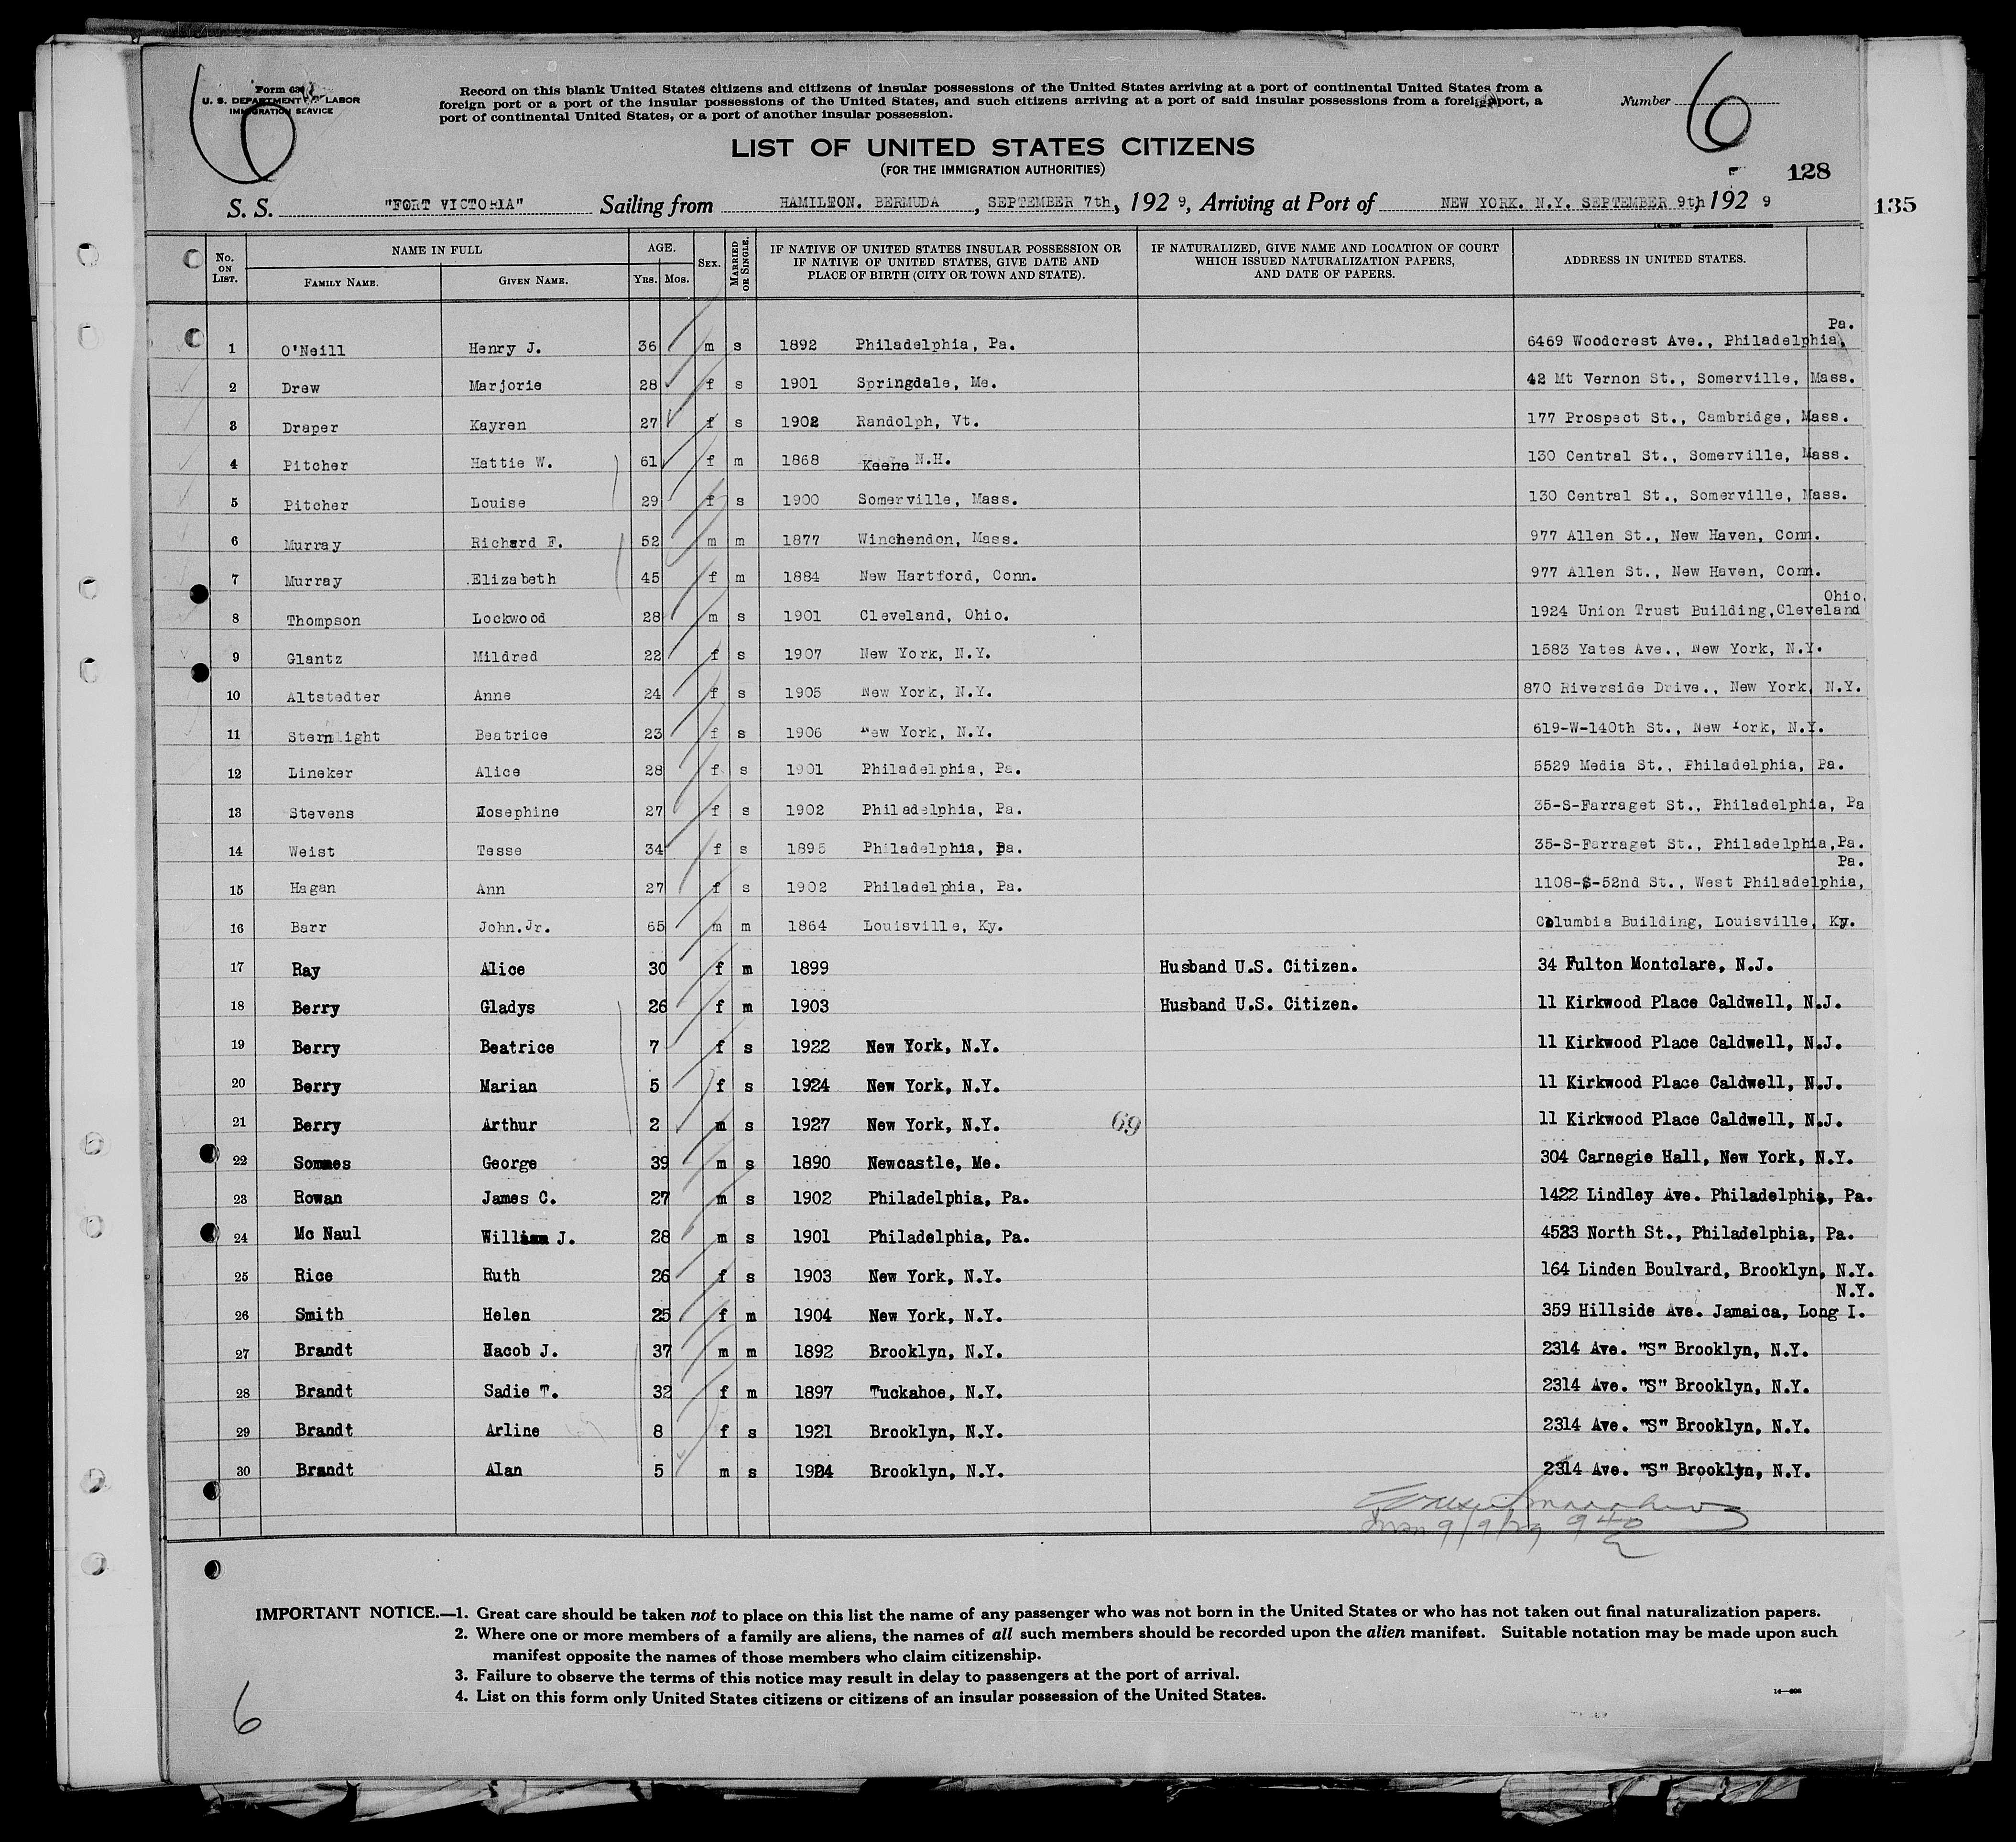 6
Form 630
U. S. DEPARTMENT OF LABOR
IMMIGRATION SERVICE
Record on this blank United States citizens and citizens of insular possessions of the United States arriving at a port of continental United States from a
foreign port or a port of the insular possessions of the United States, and such citizens arriving at a port of said insular possessions from a foreign port, a
port of continental United States, or a port of another insular possession.
Number 6
LIST OF UNITED STATES CITIZENS
(FOR THE IMMIGRATION AUTHORITIES)
128
135
S. S. "FORT VICTORIA" Sailing from HAMILTON. BERMUDA, SEPTEMBER 7th, 192 9, Arriving at Port of NEW YORK. N.Y. SEPTEMBER 9th, 192 9
No. ON LIST. NAME IN FULL FAMILY NAME. GIVEN NAME. AGE. YRS. MOS. SEX. MARRIED OR SINGLE. IF NATIVE OF UNITED STATES INSULAR POSSESSION OR IF NATIVE OF UNITED STATES, GIVE DATE AND PLACE OF BIRTH (CITY OR TOWN AND STATE). IF NATURALIZED, GIVE NAME AND LOCATION OF COURT WHICH ISSUED NATURALIZATION PAPERS, AND DATE OF PAPERS. ADDRESS IN UNITED STATES.
1 O'Neill Henry J. 36 m s 1892 Philadelphia, Pa. 6469 Woodcrest Ave., Philadelphia, Pa.
2 Drew Marjorie 28 f s 1901 Springdale, Me. 42 Mt Vernon St., Somerville, Mass.
3 Draper Kayren 27 f s 1902 Randolph, Vt. 177 Prospect St., Cambridge, Mass.
4 Pitcher Hattie W. 61 f m 1868 Keene N.H. 130 Central St., Somerville, Mass.
5 Pitcher Louise 29 f s 1900 Somerville, Mass. 130 Central St., Somerville, Mass.
6 Murray Richard F. 52 m m 1877 Winchendon, Mass. 977 Allen St., New Haven, Conn.
7 Murray Elizabeth 45 f m 1884 New Hartford, Conn. 977 Allen St., New Haven, Conn.
8 Thompson Lockwood 28 m s 1901 Cleveland, Ohio. 1924 Union Trust Building,Cleveland Ohio.
9 Glantz Mildred 22 f s 1907 New York, N.Y. 1583 Yates Ave., New York, N.Y.
10 Altstedter Anne 24 f s 1905 New York, N.Y. 870 Riverside Drive., New York, N.Y.
11 Sternlight Beatrice 23 f s 1906 New York, N.Y. 619-W-140th St., New York, N.Y.
12 Lineker Alice 28 f s 1901 Philadelphia, Pa. 5529 Media St., Philadelphia, Pa.
13 Stevens Hosephine 27 f s 1902 Philadelphia, Pa. 35-S-Farraget St., Philadelphia, Pa
14 Weist Tesse 34 f s 1895 Philadelphia, Pa. 35-S-Farraget St., Philadelphia,Pa.
15 Hagan Ann 27 f s 1902 Philadelphia, Pa. 1108-S-52nd St., West Philadelphia, Pa.
16 Barr John.Jr. 65 m m 1864 Louisville, Ky. Columbia Building, Louisville, Ky.
17 Ray Alice 30 f m 1899 Husband U.S. Citizen. 34 Fulton Montclare, N.J.
18 Berry Gladys 26 f m 1903 Husband U.S. Citizen. 11 Kirkwood Place Caldwell, N.J.
19 Berry Beatrice 7 f s 1922 New York, N.Y. 11 Kirkwood Place Caldwell, N.J.
20 Berry Marian 5 f s 1924 New York, N.Y. 11 Kirkwood Place Caldwell, N.J.
21 Berry Arthur 2 m s 1927 New York, N.Y. 69 11 Kirkwood Place Caldwell, N.J.
22 Sommes George 39 m s 1890 Newcastle, Me. 304 Carnegie Hall, New York, N.Y.
23 Rowan James C. 27 m s 1902 Philadelphia, Pa. 1422 Lindley Ave. Philadelphia, Pa.
24 Mc Naul William J. 28 m s 1901 Philadelphia, Pa. 4523 North St., Philadelphia, Pa.
25 Rice Ruth 26 f s 1903 New York, N.Y. 164 Linden Boulvard, Brooklyn, N.Y.
26 Smith Helen 25 f m 1904 New York, N.Y. 359 Hillside Ave. Jamaica, Long I. N.Y.
27 Brandt Hacob J. 37 m m 1892 Brooklyn, N.Y. 2314 Ave. "S" Brooklyn, N.Y.
28 Brandt Sadie T. 32 f m 1897 Tuckahoe, N.Y. 2314 Ave. "S" Brooklyn, N.Y.
29 Brandt Arline 8 f s 1921 Brooklyn, N.Y. 2314 Ave. "S" Brooklyn, N.Y.
30 Brandt Alan 5 m s 1924 Brooklyn, N.Y. 2314 Ave. "S" Brooklyn, N.Y.
9/9/29
IMPORTANT NOTICE.—1. Great care should be taken not to place on this list the name of any passenger who was not born in the United States or who has not taken out final naturalization papers.
2. Where one or more members of a family are aliens, the names of all such members should be recorded upon the alien manifest. Suitable notation may be made upon such
manifest opposite the names of those members who claim citizenship.
3. Failure to observe the terms of this notice may result in delay to passengers at the port of arrival.
4. List on this form only United States citizens or citizens of an insular possession of the United States.
6